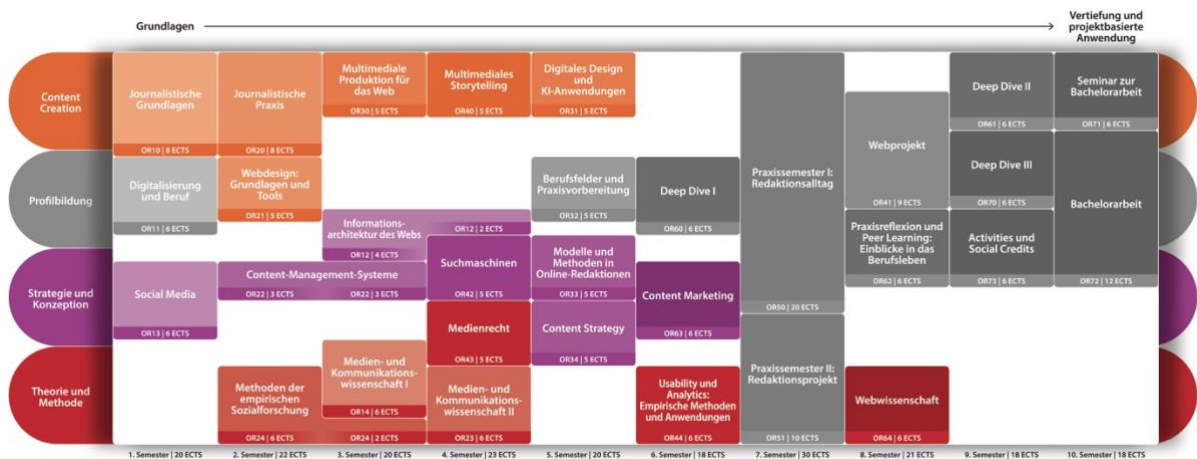 Grundlagen
Vertiefung und
projektbasierte
Anwendung
Content
Creation
Profilbildung
Strategie und
Konzeption
Theorie und
Methode
Journalistische
Grundlagen
OR10 | 8 ECTS
Digitalisierung
und Beruf
OR11 | 6 ECTS
Social Media
OR13 | 6 ECTS
Journalistische
Praxis
OR20 | 8 ECTS
Webdesign:
Grundlagen und
Tools
OR21 | 5 ECTS
Content-Management-Systeme
OR22 | 3 ECTS
OR22 | 3 ECTS
Methoden der
empirischen
Sozialforschung
OR24 | 6 ECTS
OR24 | 2 ECTS
Multimediale
Produktion für
das Web
OR30 | 5 ECTS
Informations-
architektur des Webs
OR12 | 4 ECTS
OR12 | 2 ECTS
Medien- und
Kommunikations-
wissenschaft I
OR14 | 6 ECTS
Multimediales
Storytelling
OR40 | 5 ECTS
Suchmaschinen
OR42 | 5 ECTS
Medienrecht
OR43 | 5 ECTS
Medien- und
Kommunikations-
wissenschaft II
OR23 | 6 ECTS
Digitales Design
und
KI-Anwendungen
OR31 | 5 ECTS
Berufsfelder und
Praxisvorbereitung
OR32 | 5 ECTS
Modelle und
Methoden in
Online-Redaktionen
OR33 | 5 ECTS
Content Strategy
OR34 | 5 ECTS
Deep Dive I
OR60 | 6 ECTS
Content Marketing
OR63 | 6 ECTS
Usability und
Analytics:
Empirische Methoden
und Anwendungen
OR44 | 6 ECTS
Praxissemester I:
Redaktionsalltag
OR50 | 20 ECTS
Praxissemester II:
Redaktionsprojekt
OR51 | 10 ECTS
Webprojekt
OR41 | 9 ECTS
Praxisreflexion und
Peer Learning:
Einblicke in das
Berufsleben
OR62 | 6 ECTS
Webwissenschaft
OR64 | 6 ECTS
Deep Dive II
OR61 | 6 ECTS
Deep Dive III
OR70 | 6 ECTS
Activities und
Social Credits
OR73 | 6 ECTS
Seminar zur
Bachelorarbeit
OR71 | 6 ECTS
Bachelorarbeit
OR72 | 12 ECTS
1. Semester | 20 ECTS
2. Semester | 22 ECTS
3. Semester | 20 ECTS
4. Semester | 23 ECTS
5. Semester | 20 ECTS
6. Semester | 18 ECTS
7. Semester | 30 ECTS
8. Semester | 21 ECTS
9. Semester | 18 ECTS
10. Semester | 18 ECTS